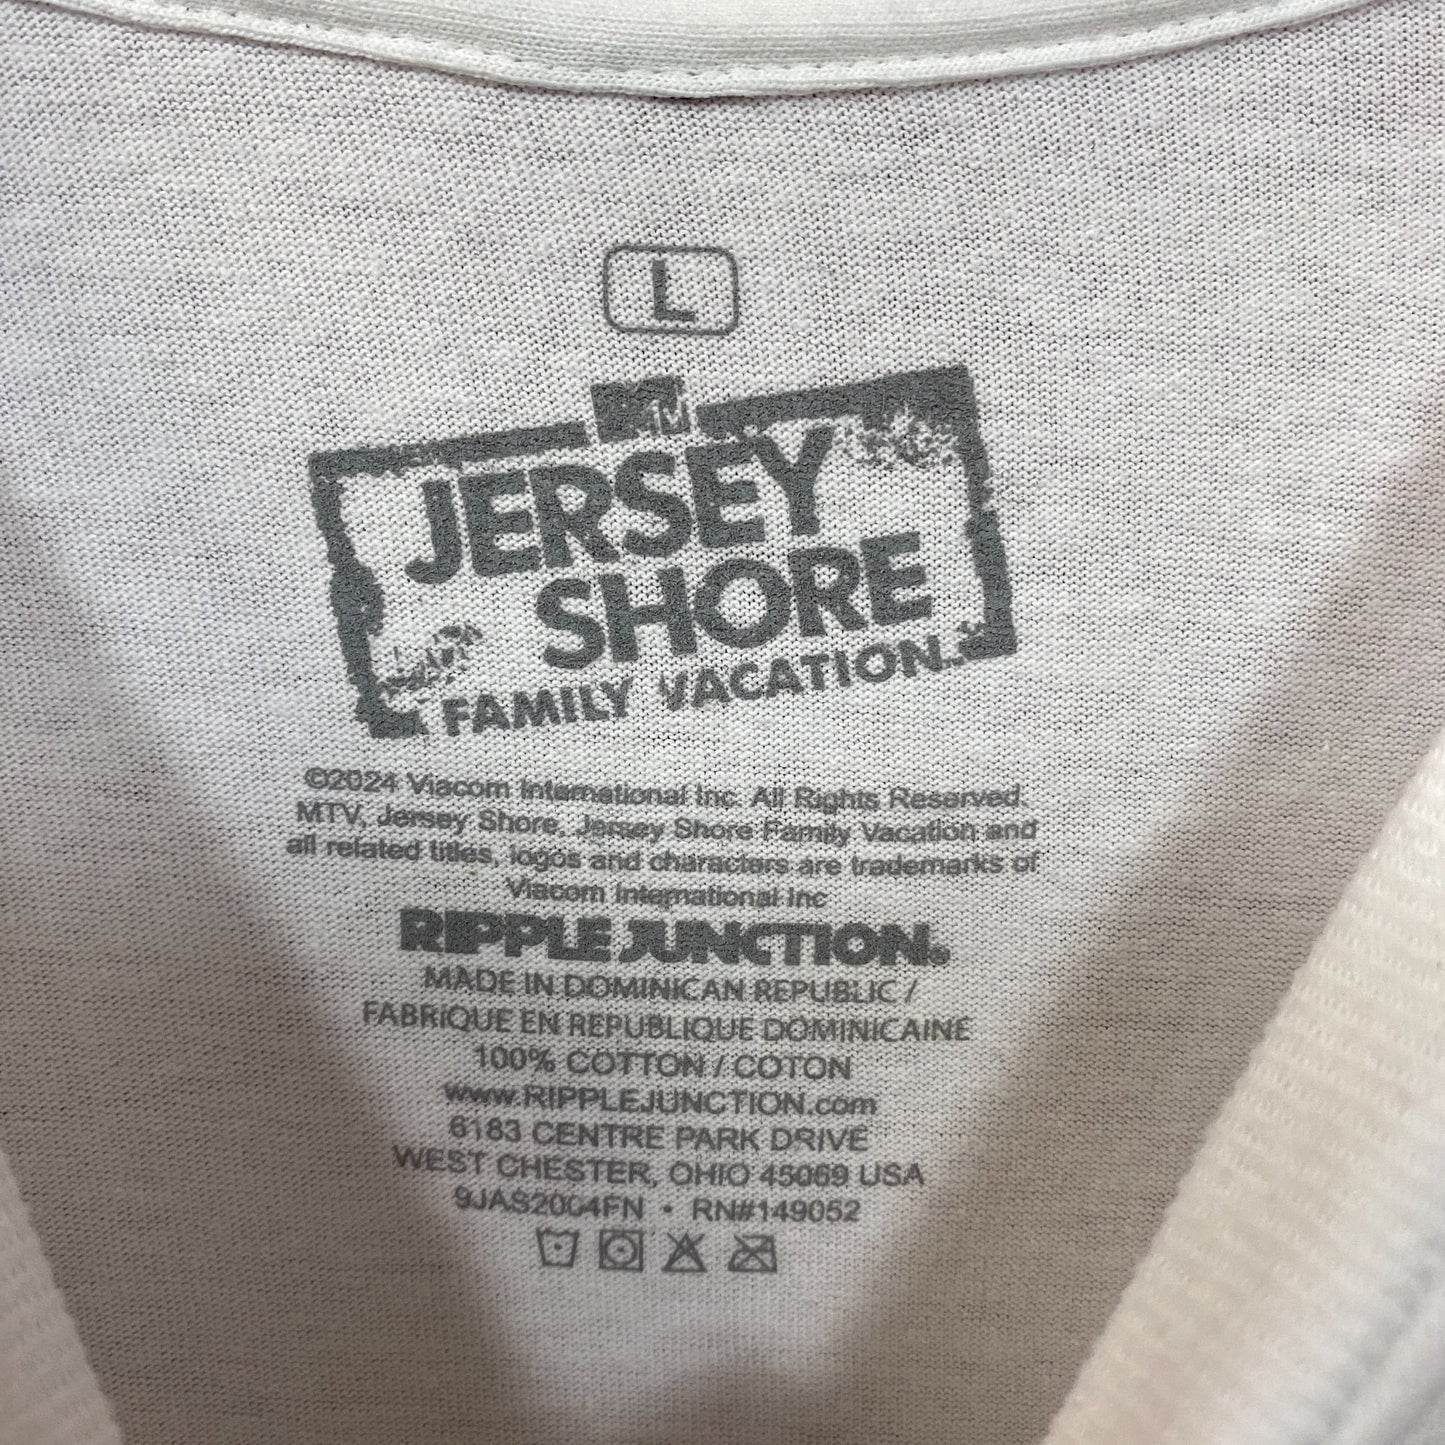 L
MTV
JERSEY
SHORE
FAMILY VACATION
©2024 Viacom International Inc. All Rights Reserved.
MTV, Jersey Shore, Jersey Shore Family Vacation and
all related titles, logos and characters are trademarks of
Viacom International Inc
RIPPLE JUNCTION®
MADE IN DOMINICAN REPUBLIC /
FABRIQUE EN REPUBLIQUE DOMINICAINE
100% COTTON / COTON
www.RIPPLEJUNCTION.com
6183 CENTRE PARK DRIVE
WEST CHESTER, OHIO 45069 USA
9JAS2004FN • RN#149052